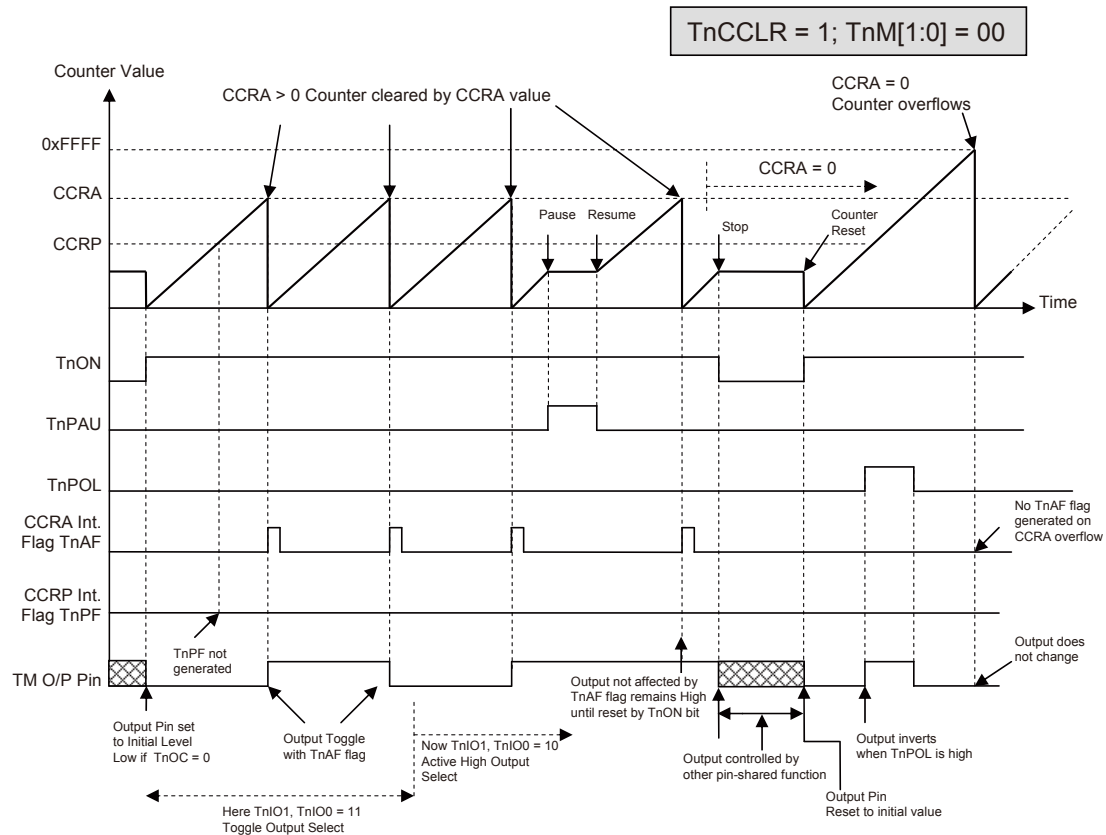 TnCCLR = 1; TnM[1:0] = 00
Counter Value
CCRA > 0 Counter cleared by CCRA value
CCRA = 0
Counter overflows
0xFFFF
CCRA = 0
CCRA
Pause
Resume
Stop
Counter
Reset
CCRP
Time
TnON
TnPAU
TnPOL
No TnAF flag
generated on
CCRA overflow
CCRA Int.
Flag TnAF
CCRP Int.
Flag TnPF
TnPF not
generated
Output does
not change
TM O/P Pin
Output not affected by
TnAF flag remains High
until reset by TnON bit
Output Pin set
to Initial Level
Low if TnOC = 0
Output Toggle
with TnAF flag
Now TnIO1, TnIO0 = 10
Active High Output
Select
Output controlled by
other pin-shared function
Output inverts
when TnPOL is high
Output Pin
Reset to initial value
Here TnIO1, TnIO0 = 11
Toggle Output Select